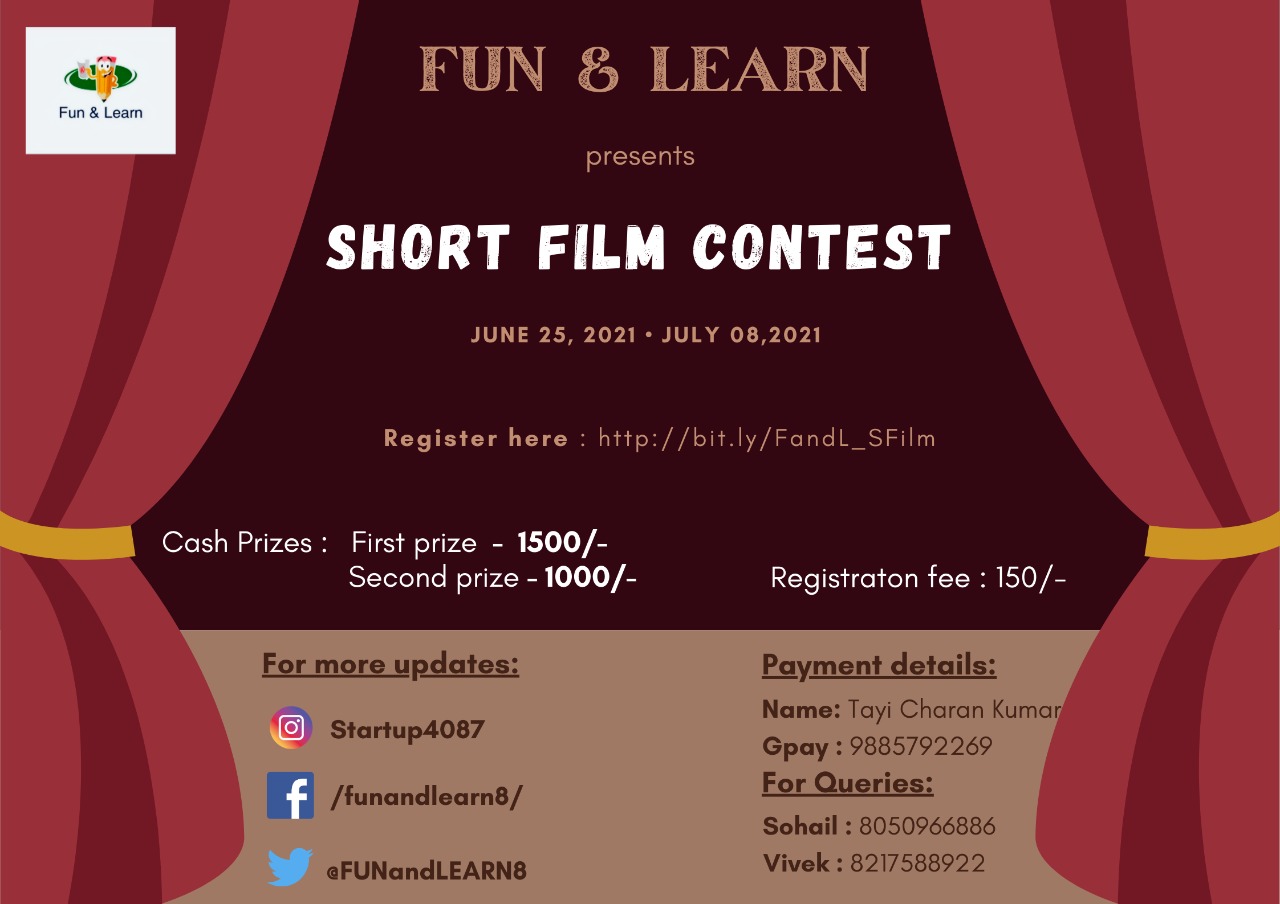 Fun & Learn
FUN & LEARN
presents
SHORT FILM CONTEST
JUNE 25, 2021 • JULY 08,2021
Register here : http://bit.ly/FandL_SFilm
Cash Prizes : First prize - 1500/-
Second prize - 1000/-
Registraton fee : 150/-
For more updates:
Startup4087
/funandlearn8/
@FUNandLEARN8
Payment details:
Name: Tayi Charan Kumar
Gpay : 9885792269
For Queries:
Sohail : 8050966886
Vivek : 8217588922